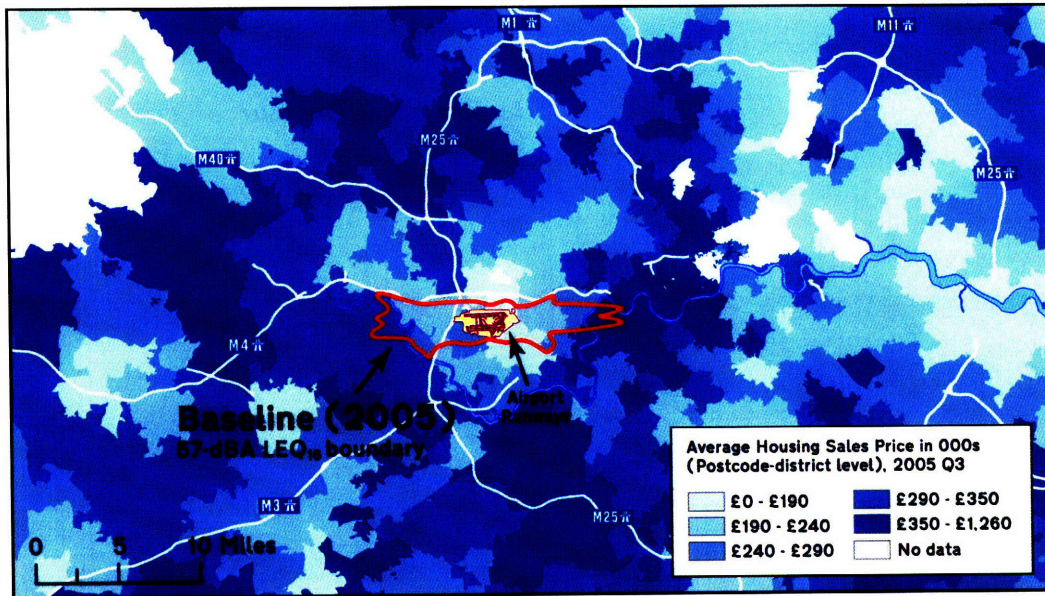 M1
M11
M25
M40
M25
M4
Airport
Runways
Baseline (2005)
57-dBA LEQ16 boundary
M3
M25
0 5 10 Miles
Average Housing Sales Price in 000s
(Postcode-district level), 2005 Q3
£0 - £190
£190 - £240
£240 - £290
£290 - £350
£350 - £1,260
No data